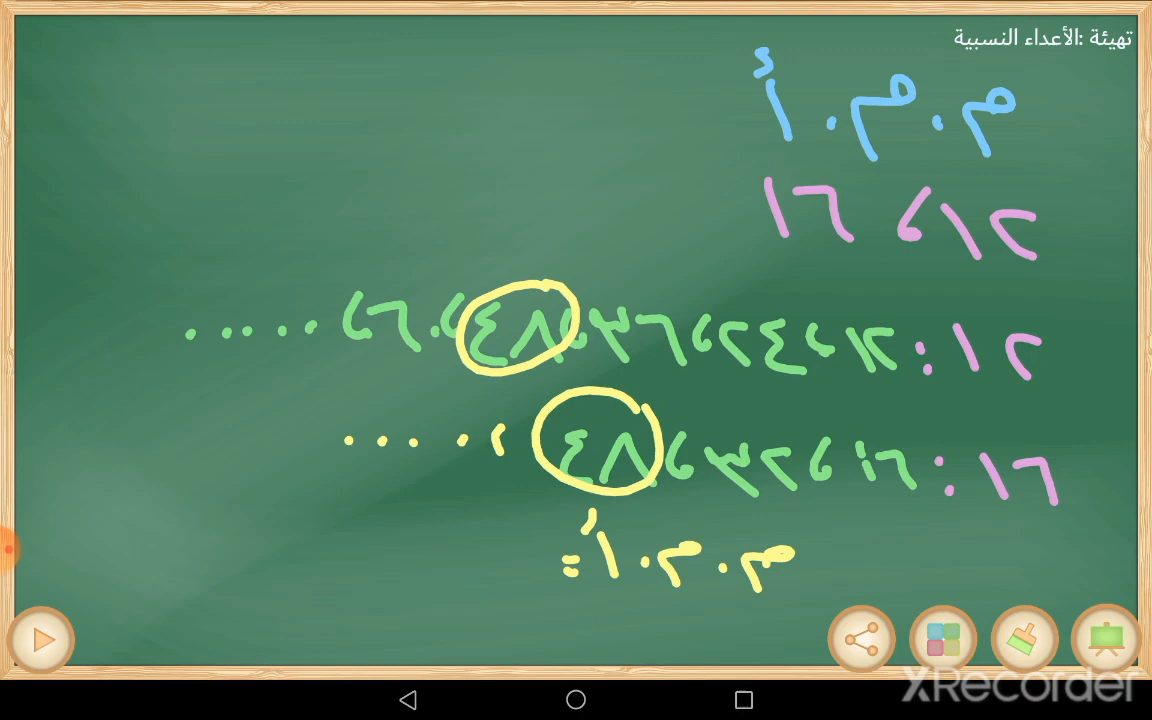 تهيئة :الأعداء النسبية
م . م . أ
١٢ ، ١٦
١٢ : ١٢ ، ٢٤ ، ٣٦ ، ٤٨ ، ٦٠ ، .....
١٦ : ١٦ ، ٣٢ ، ٤٨ ، ....
م . م . أ =
XRecorder